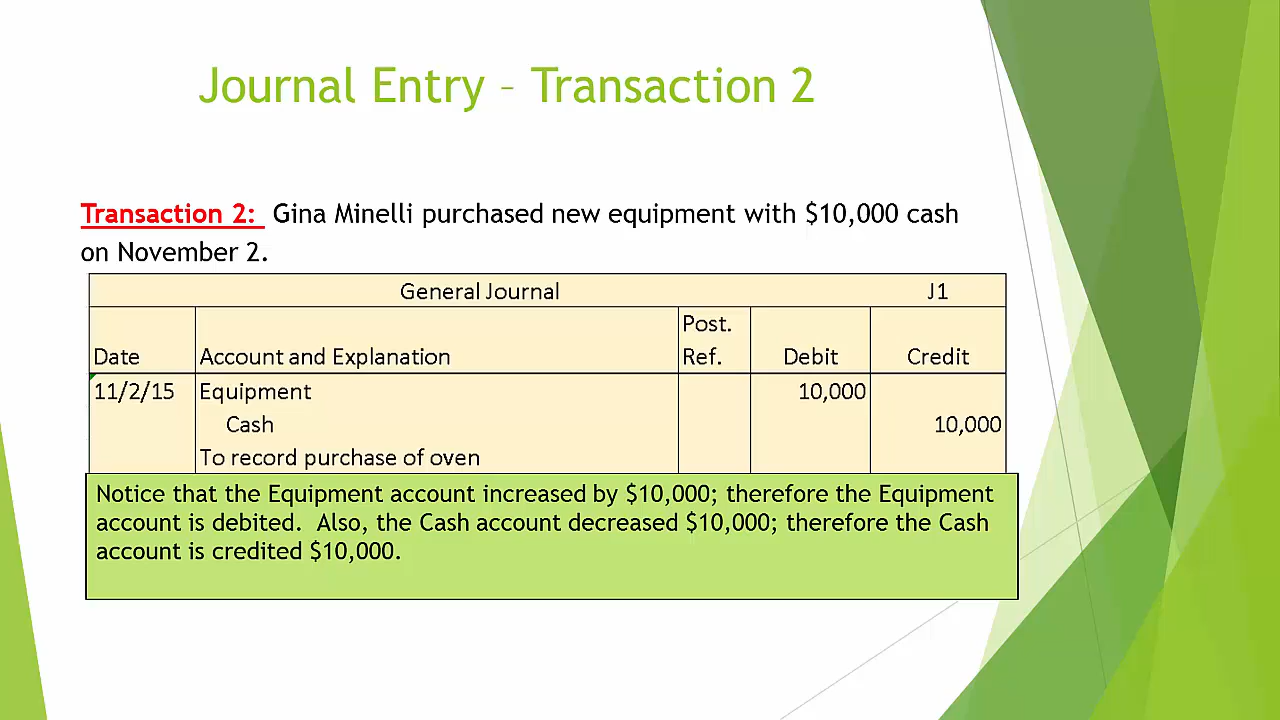 Journal Entry – Transaction 2
Transaction 2: Gina Minelli purchased new equipment with $10,000 cash
on November 2.
General Journal J1
Post.
Date Account and Explanation Ref. Debit Credit
11/2/15 Equipment 10,000
Cash 10,000
To record purchase of oven
Notice that the Equipment account increased by $10,000; therefore the Equipment
account is debited. Also, the Cash account decreased $10,000; therefore the Cash
account is credited $10,000.